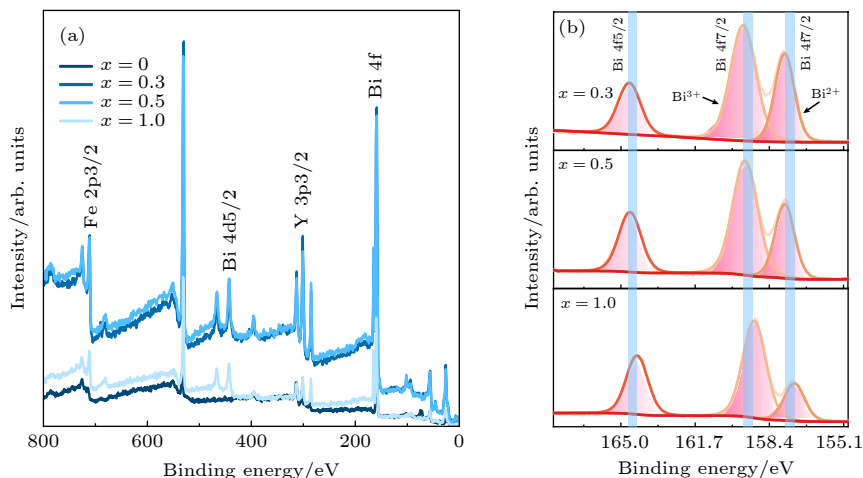 (a)
x = 0
x = 0.3
x = 0.5
x = 1.0
Fe 2p3/2
Bi 4d5/2
Y 3p3/2
Bi 4f
Intensity/arb. units
800
600
400
200
0
Binding energy/eV
(b)
Bi 4f5/2
Bi 4f7/2
Bi 4f7/2
Bi³⁺
Bi²⁺
x = 0.3
x = 0.5
x = 1.0
Intensity/arb. units
165.0
161.7
158.4
155.1
Binding energy/eV